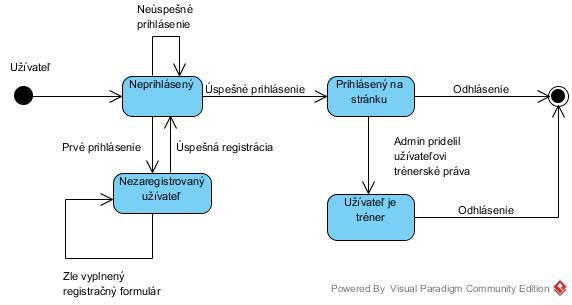 Neúspešné
prihlásenie
Užívateľ
Neprihlásený
Úspešné prihlásenie
Prihlásený na
stránku
Odhlásenie
Prvé prihlásenie
Úspešná registrácia
Admin pridelil
užívateľovi
trénerské práva
Nezaregistrovaný
užívateľ
Užívateľ je
tréner
Odhlásenie
Zle vyplnený
registračný formulár
Powered By Visual Paradigm Community Edition